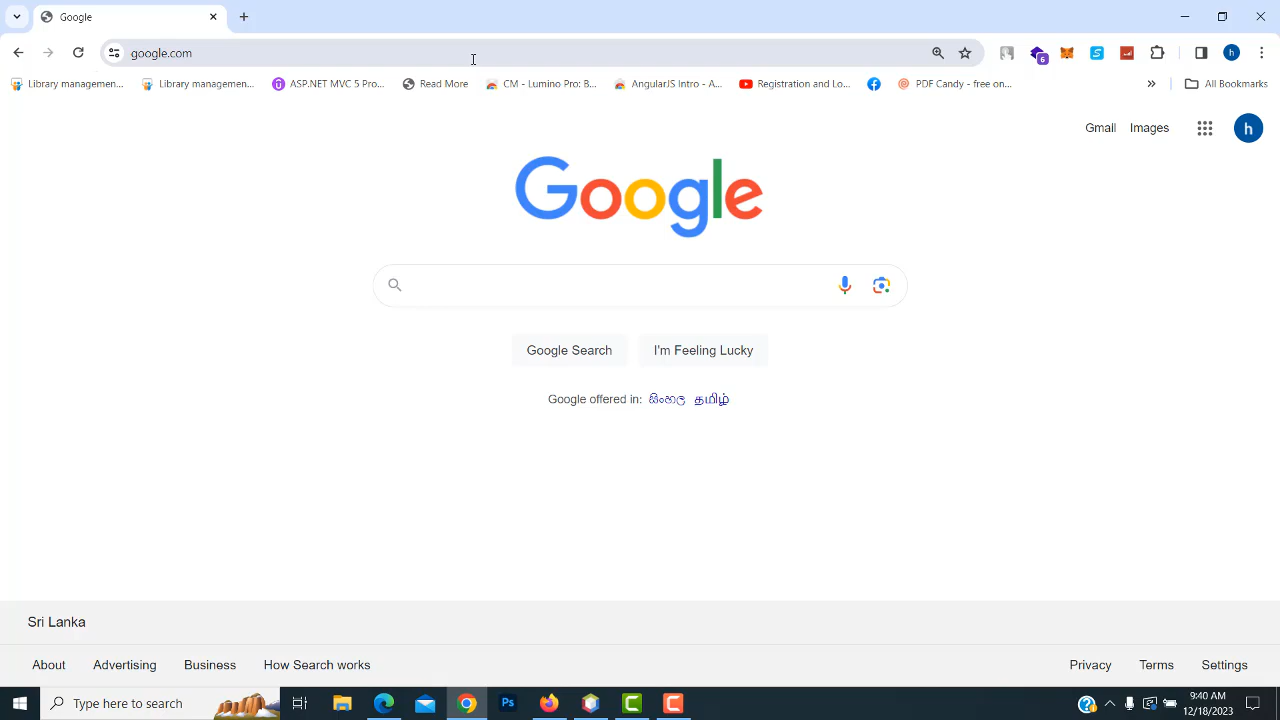 Google
google.com
6
h
Library managemen...
Library managemen...
ASP.NET MVC 5 Pro...
Read More
CM - Lumino Pro: B...
AngularJS Intro - A...
Registration and Lo...
PDF Candy - free on...
All Bookmarks
Gmail
Images
h
Google
Google Search
I'm Feeling Lucky
Google offered in: සිංහල தமிழ்
Sri Lanka
About
Advertising
Business
How Search works
Privacy
Terms
Settings
Type here to search
Ps
9:40 AM
12/18/2023